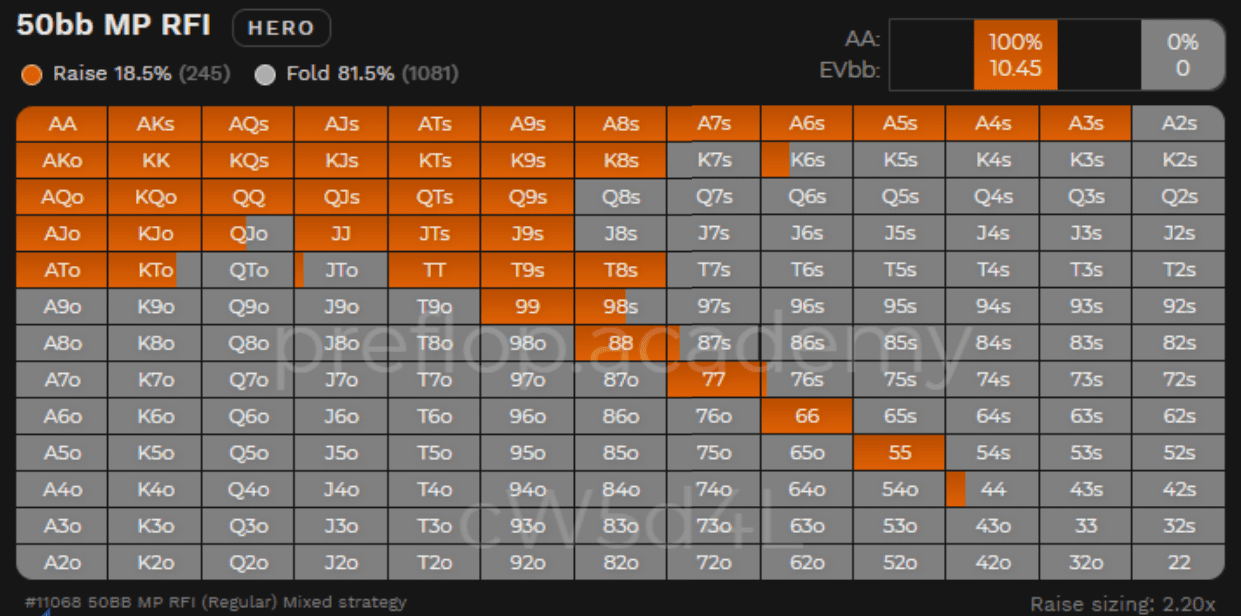 50bb MP RFI HERO
AA: 100% 0%
Raise 18.5% (245) Fold 81.5% (1081) EVbb: 10.45 0
AA AKs AQs AJs ATs A9s A8s A7s A6s A5s A4s A3s A2s
AKo KK KQs KJs KTs K9s K8s K7s K6s K5s K4s K3s K2s
AQo KQo QQ QJs QTs Q9s Q8s Q7s Q6s Q5s Q4s Q3s Q2s
AJo KJo QJo JJ JTs J9s J8s J7s J6s J5s J4s J3s J2s
ATo KTo QTo JTo TT T9s T8s T7s T6s T5s T4s T3s T2s
A9o K9o Q9o J9o T9o 99 98s 97s 96s 95s 94s 93s 92s
preflop.academy
A8o K8o Q8o J8o T8o 98o 88 87s 86s 85s 84s 83s 82s
A7o K7o Q7o J7o T7o 97o 87o 77 76s 75s 74s 73s 72s
A6o K6o Q6o J6o T6o 96o 86o 76o 66 65s 64s 63s 62s
A5o K5o Q5o J5o T5o 95o 85o 75o 65o 55 54s 53s 52s
A4o K4o Q4o J4o T4o 94o 84o 74o 64o 54o 44 43s 42s
cW5d4L
A3o K3o Q3o J3o T3o 93o 83o 73o 63o 53o 43o 33 32s
A2o K2o Q2o J2o T2o 92o 82o 72o 62o 52o 42o 32o 22
#11068 50BB MP RFI (Regular) Mixed strategy Raise sizing: 2.20x